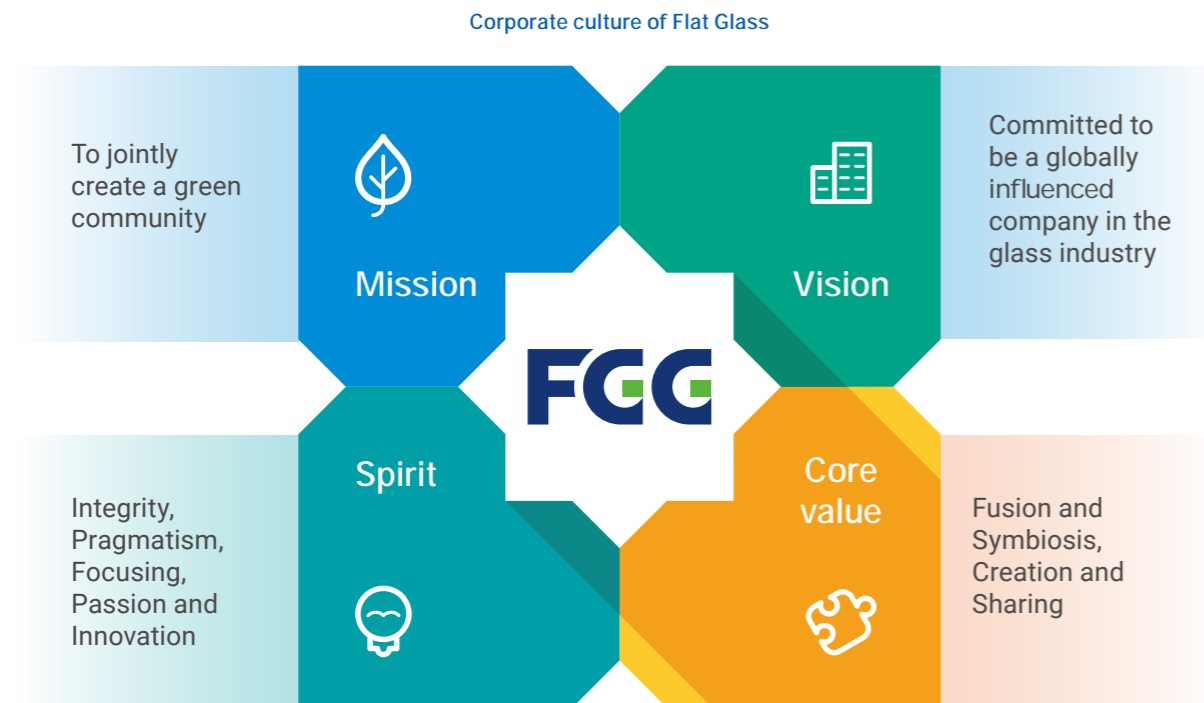 Corporate culture of Flat Glass
To jointly
create a green
community
Mission
Vision
Committed to
be a globally
influenced
company in the
glass industry
FGG
Spirit
Integrity,
Pragmatism,
Focusing,
Passion and
Innovation
Core
value
Fusion and
Symbiosis,
Creation and
Sharing